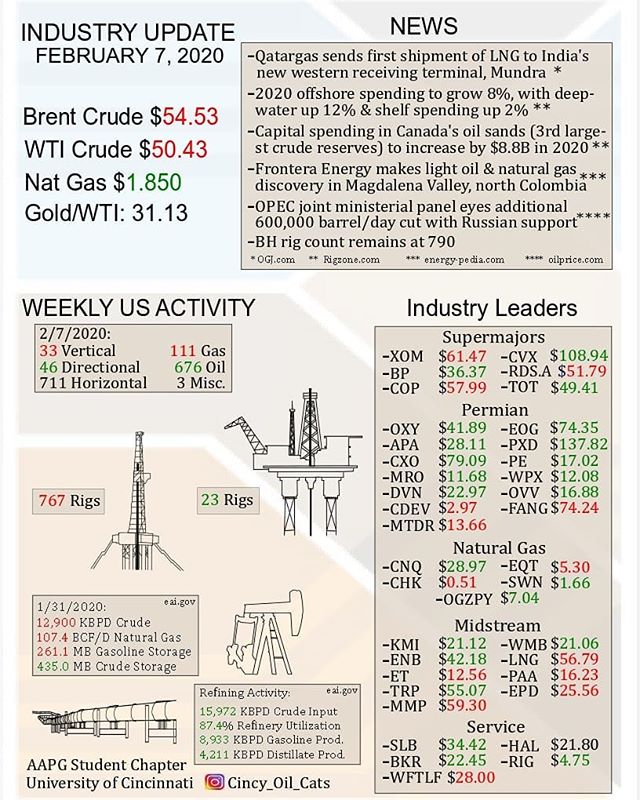 INDUSTRY UPDATE
FEBRUARY 7, 2020
Brent Crude $54.53
WTI Crude $50.43
Nat Gas $1.850
Gold/WTI: 31.13
NEWS
-Qatargas sends first shipment of LNG to India's
new western receiving terminal, Mundra *
-2020 offshore spending to grow 8%, with deep-
water up 12% & shelf spending up 2% **
-Capital spending in Canada's oil sands (3rd large-
st crude reserves) to increase by $8.8B in 2020 **
-Frontera Energy makes light oil & natural gas
discovery in Magdalena Valley, north Colombia ***
-OPEC joint ministerial panel eyes additional
600,000 barrel/day cut with Russian support ****
-BH rig count remains at 790
* OGJ.com ** Rigzone.com *** energy-pedia.com **** oilprice.com
WEEKLY US ACTIVITY
2/7/2020:
33 Vertical 111 Gas
46 Directional 676 Oil
711 Horizontal 3 Misc.
767 Rigs
23 Rigs
1/31/2020: eai.gov
12,900 KBPD Crude
107.4 BCF/D Natural Gas
261.1 MB Gasoline Storage
435.0 MB Crude Storage
Refining Activity: eai.gov
15,972 KBPD Crude Input
87.4% Refinery Utilization
8,933 KBPD Gasoline Prod.
4,211 KBPD Distillate Prod.
AAPG Student Chapter
University of Cincinnati Cincy_Oil_Cats
Industry Leaders
Supermajors
-XOM $61.47 -CVX $108.94
-BP $36.37 -RDS.A $51.79
-COP $57.99 -TOT $49.41
Permian
-OXY $41.89 -EOG $74.35
-APA $28.11 -PXD $137.82
-CXO $79.09 -PE $17.02
-MRO $11.68 -WPX $12.08
-DVN $22.97 -OVV $16.88
-CDEV $2.97 -FANG $74.24
-MTDR $13.66
Natural Gas
-CNQ $28.97 -EQT $5.30
-CHK $0.51 -SWN $1.66
-OGZPY $7.04
Midstream
-KMI $21.12 -WMB $21.06
-ENB $42.18 -LNG $56.79
-ET $12.56 -PAA $16.23
-TRP $55.07 -EPD $25.56
-MMP $59.30
Service
-SLB $34.42 -HAL $21.80
-BKR $22.45 -RIG $4.75
-WFTLF $28.00